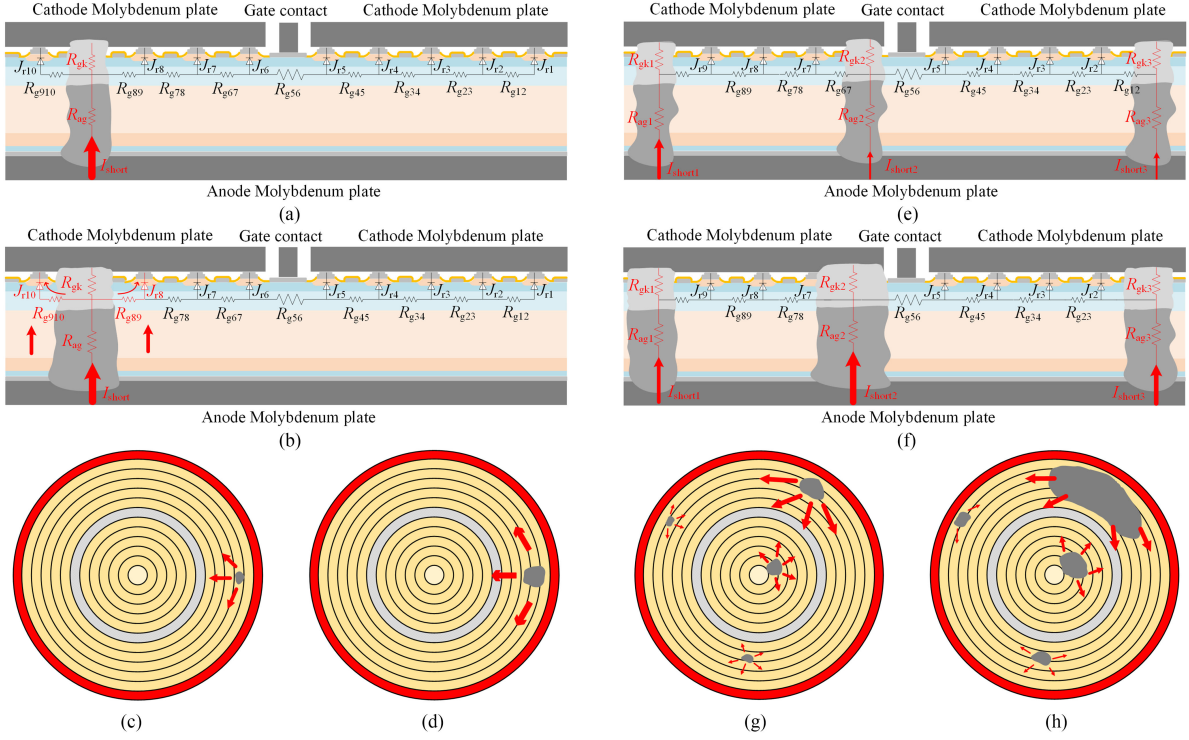 Cathode Molybdenum plate Gate contact Cathode Molybdenum plate
Jr10 Rgk Jr8 Jr7 Jr6 Jr5 Jr4 Jr3 Jr2 Jr1
Rg910 Rg89 Rg78 Rg67 Rg56 Rg45 Rg34 Rg23 Rg12
Rag
Ishort
Anode Molybdenum plate
(a)
Cathode Molybdenum plate Gate contact Cathode Molybdenum plate
Jr10 Rgk Jr8 Jr7 Jr6 Jr5 Jr4 Jr3 Jr2 Jr1
Rg910 Rg89 Rg78 Rg67 Rg56 Rg45 Rg34 Rg23 Rg12
Rag
Ishort
Anode Molybdenum plate
(b)
(c)
(d)
Cathode Molybdenum plate Gate contact Cathode Molybdenum plate
Rgk1 Jr9 Jr8 Jr7 Rgk2 Jr5 Jr4 Jr3 Jr2 Rgk3
Rg89 Rg78 Rg67 Rg56 Rg45 Rg34 Rg23 Rg12
Rag1 Rag2 Rag3
Ishort1 Ishort2 Ishort3
Anode Molybdenum plate
(e)
Cathode Molybdenum plate Gate contact Cathode Molybdenum plate
Rgk1 Jr9 Jr8 Jr7 Rgk2 Jr5 Jr4 Jr3 Jr2 Rgk3
Rg89 Rg78 Rg56 Rg45 Rg34 Rg23
Rag1 Rag2 Rag3
Ishort1 Ishort2 Ishort3
Anode Molybdenum plate
(f)
(g)
(h)